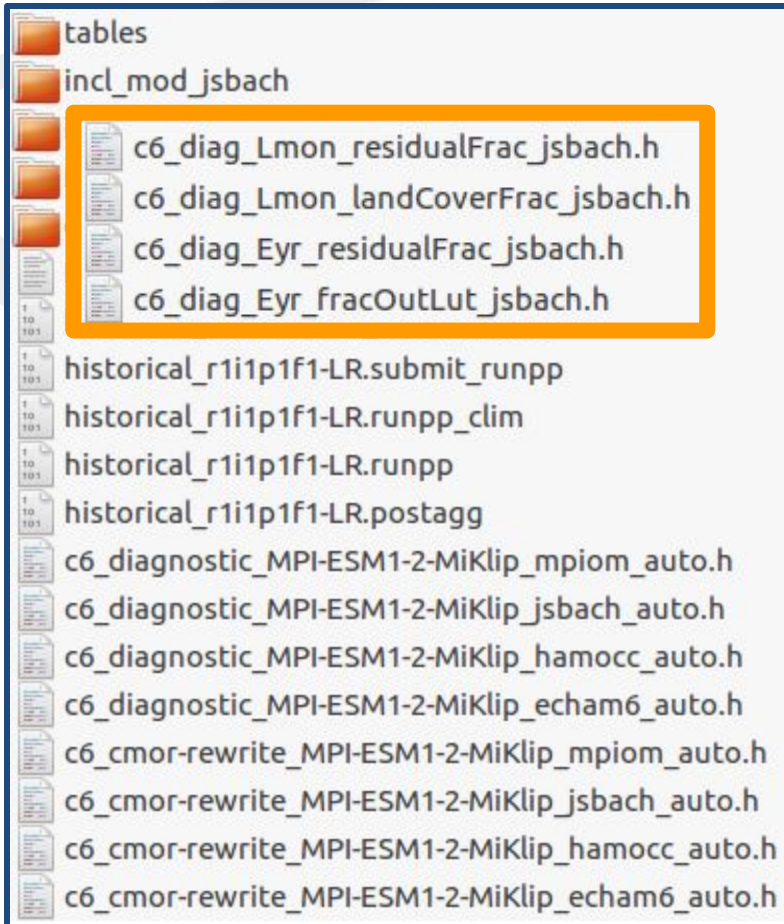 tables
incl_mod_jsbach
c6_diag_Lmon_residualFrac_jsbach.h
c6_diag_Lmon_landCoverFrac_jsbach.h
c6_diag_Eyr_residualFrac_jsbach.h
c6_diag_Eyr_fracOutLut_jsbach.h
historical_r1i1p1f1-LR.submit_runpp
historical_r1i1p1f1-LR.runpp_clim
historical_r1i1p1f1-LR.runpp
historical_r1i1p1f1-LR.postagg
c6_diagnostic_MPI-ESM1-2-MiKlip_mpiom_auto.h
c6_diagnostic_MPI-ESM1-2-MiKlip_jsbach_auto.h
c6_diagnostic_MPI-ESM1-2-MiKlip_hamocc_auto.h
c6_diagnostic_MPI-ESM1-2-MiKlip_echam6_auto.h
c6_cmor-rewrite_MPI-ESM1-2-MiKlip_mpiom_auto.h
c6_cmor-rewrite_MPI-ESM1-2-MiKlip_jsbach_auto.h
c6_cmor-rewrite_MPI-ESM1-2-MiKlip_hamocc_auto.h
c6_cmor-rewrite_MPI-ESM1-2-MiKlip_echam6_auto.h